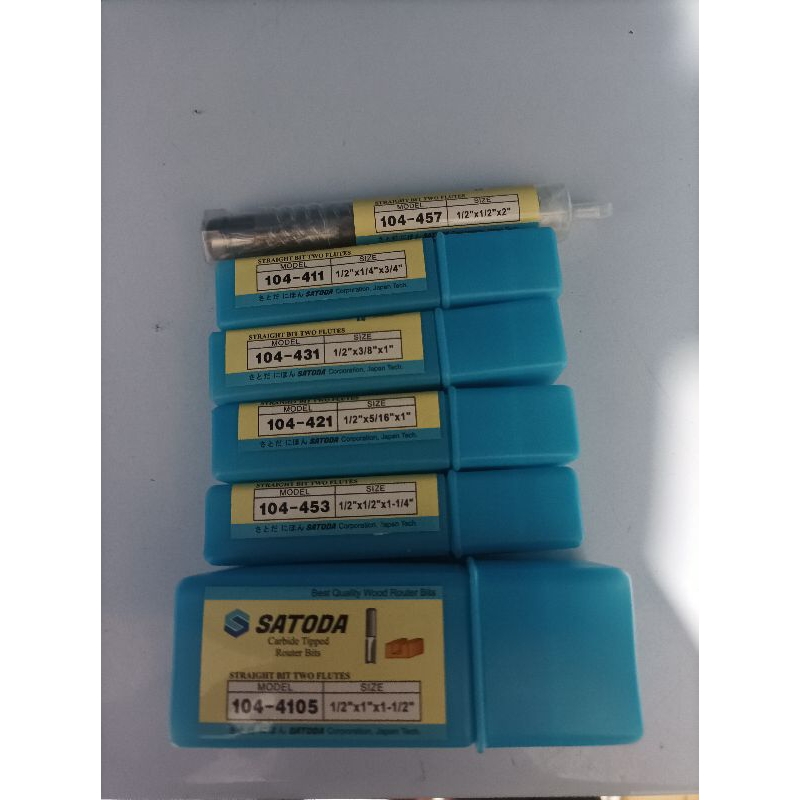 STRAIGHT BIT TWO FLUTES
MODEL SIZE
104-457 1/2"x1/2"x2"
STRAIGHT BIT TWO FLUTES
MODEL SIZE
104-411 1/2"x1/4"x3/4"
さとだ にほん SATODA Corporation, Japan Tech.
STRAIGHT BIT TWO FLUTES
MODEL SIZE
104-431 1/2"x3/8"x1"
さとだ にほん SATODA Corporation, Japan Tech.
STRAIGHT BIT TWO FLUTES
MODEL SIZE
104-421 1/2"x5/16"x1"
さとだ にほん SATODA Corporation, Japan Tech.
STRAIGHT BIT TWO FLUTES
MODEL SIZE
104-453 1/2"x1/2"x1-1/4"
さとだ にほん SATODA Corporation, Japan Tech.
Best Quality Wood Router Bits
SATODA
Carbide Tipped
Router Bits
STRAIGHT BIT TWO FLUTES
MODEL SIZE
104-4105 1/2"x1"x1-1/2"
さとだ にほん SATODA Corporation, Japan Tech.